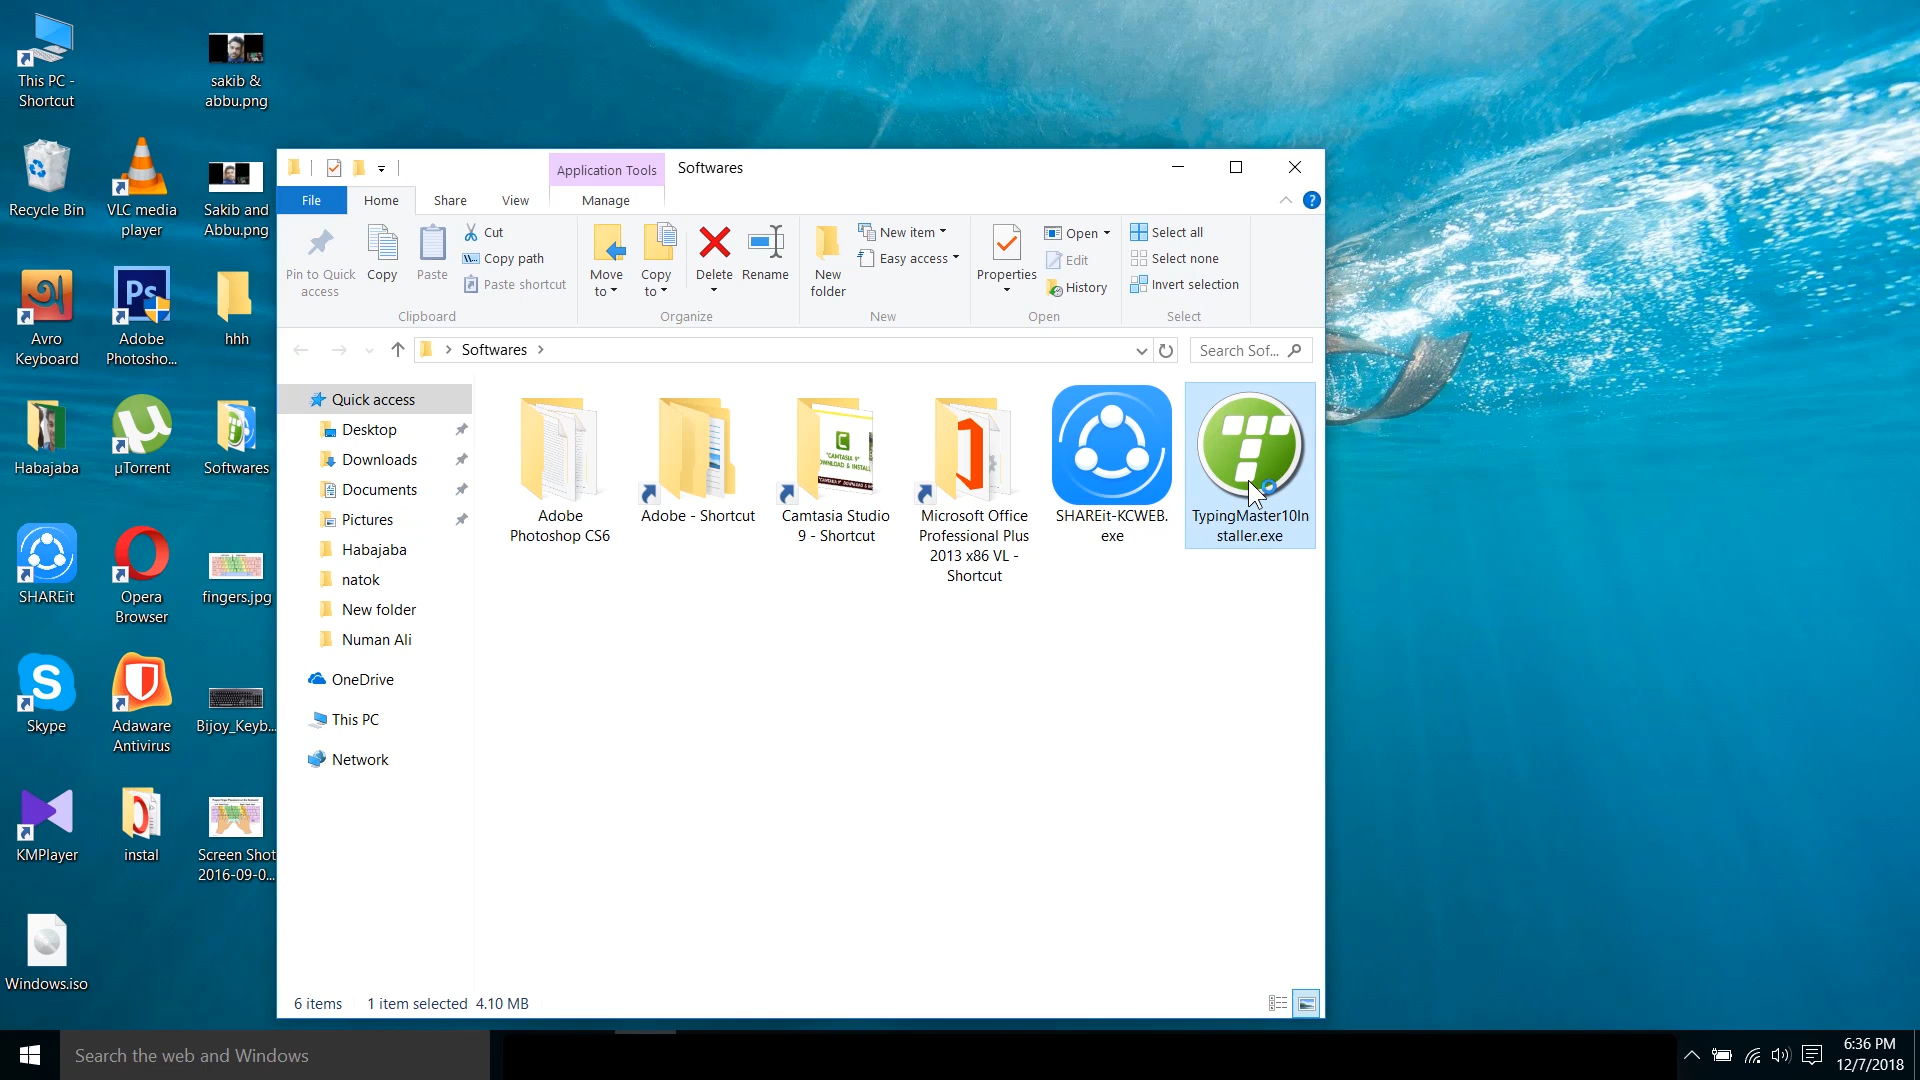 This PC -
Shortcut
sakib &
abbu.png
Recycle Bin
VLC media
player
Sakib and
Abbu.png
Avro
Keyboard
Adobe
Photosho...
hhh
Habajaba
µTorrent
Softwares
SHAREit
Opera
Browser
fingers.jpg
Skype
Adaware
Antivirus
Bijoy_Keyb...
KMPlayer
instal
Screen Shot
2016-09-0...
Windows.iso
Application Tools
Softwares
File
Home
Share
View
Manage
Pin to Quick
access
Copy
Paste
Cut
Copy path
Paste shortcut
Clipboard
Move
to
Copy
to
Delete
Rename
Organize
New
folder
New item
Easy access
New
Properties
Open
Edit
History
Open
Select all
Select none
Invert selection
Select
Softwares
Search Sof...
Quick access
Desktop
Downloads
Documents
Pictures
Habajaba
natok
New folder
Numan Ali
OneDrive
This PC
Network
Adobe
Photoshop CS6
Adobe - Shortcut
"CAMTASIA 9"
DOWNLOAD & INSTALL
Camtasia Studio
9 - Shortcut
Microsoft Office
Professional Plus
2013 x86 VL -
Shortcut
SHAREit-KCWEB.
exe
TypingMaster10In
staller.exe
6 items
1 item selected 4.10 MB
Search the web and Windows
6:36 PM
12/7/2018